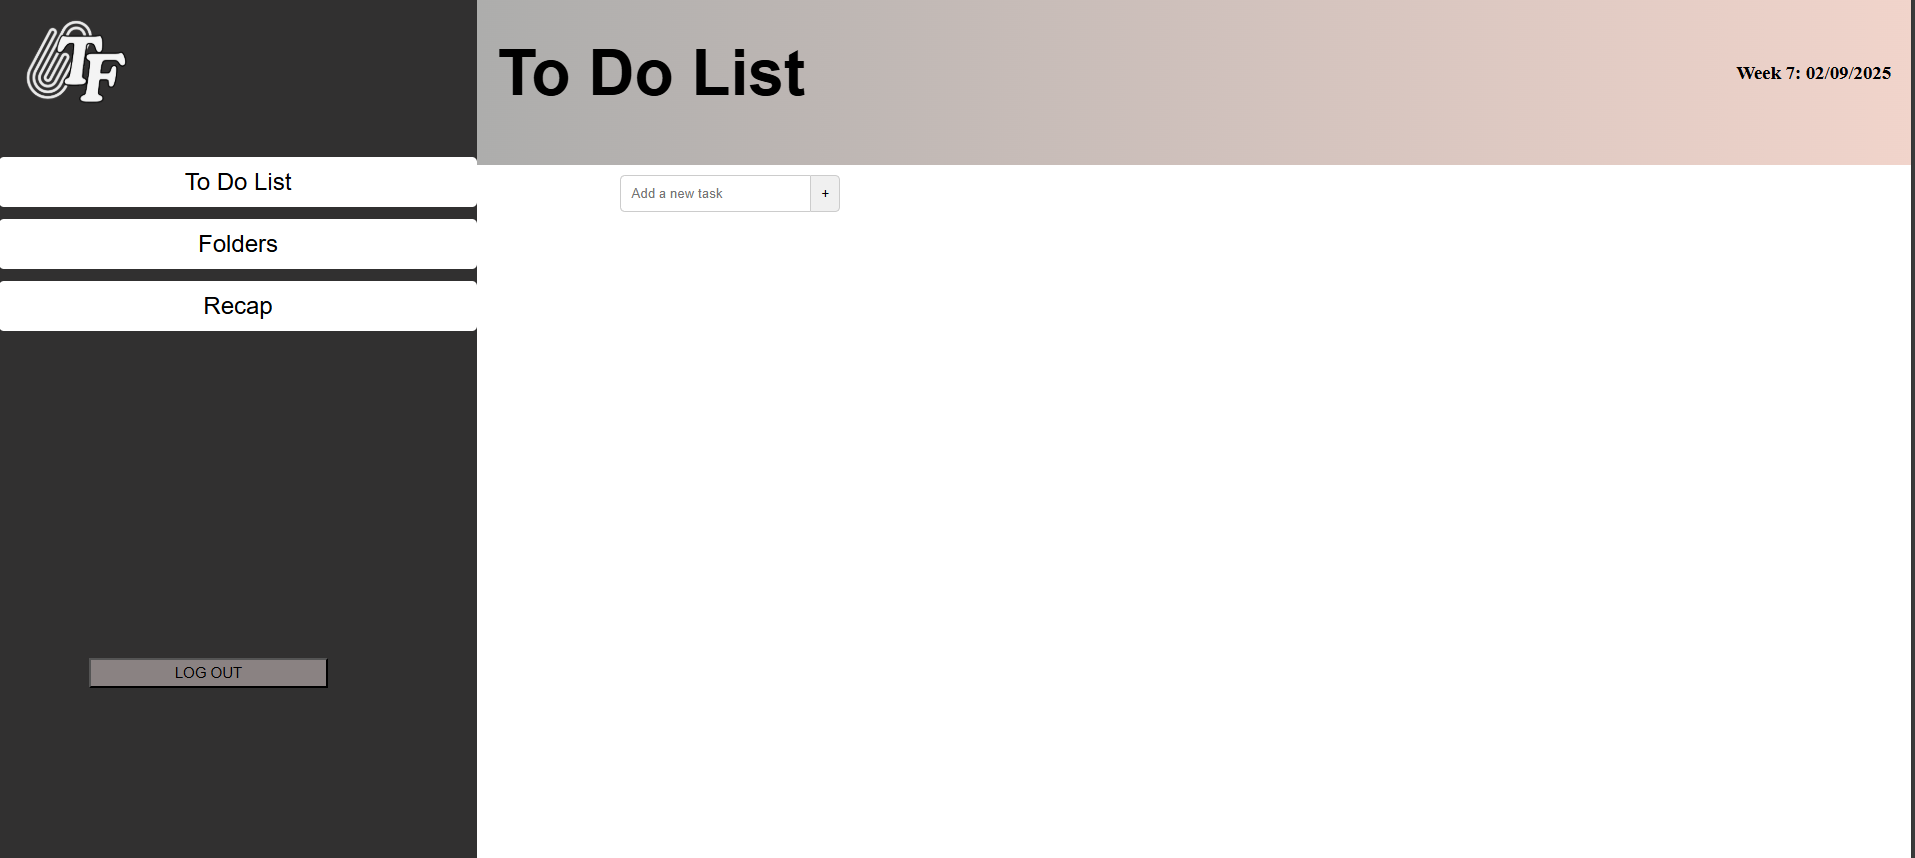 TF
To Do List
Week 7: 02/09/2025
To Do List
Folders
Recap
LOG OUT
Add a new task
+